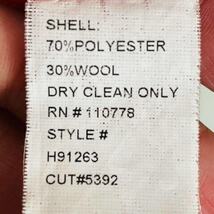 SHELL:
70%POLYESTER
30%WOOL
DRY CLEAN ONLY
RN # 110778
STYLE #
H91263
CUT#5392